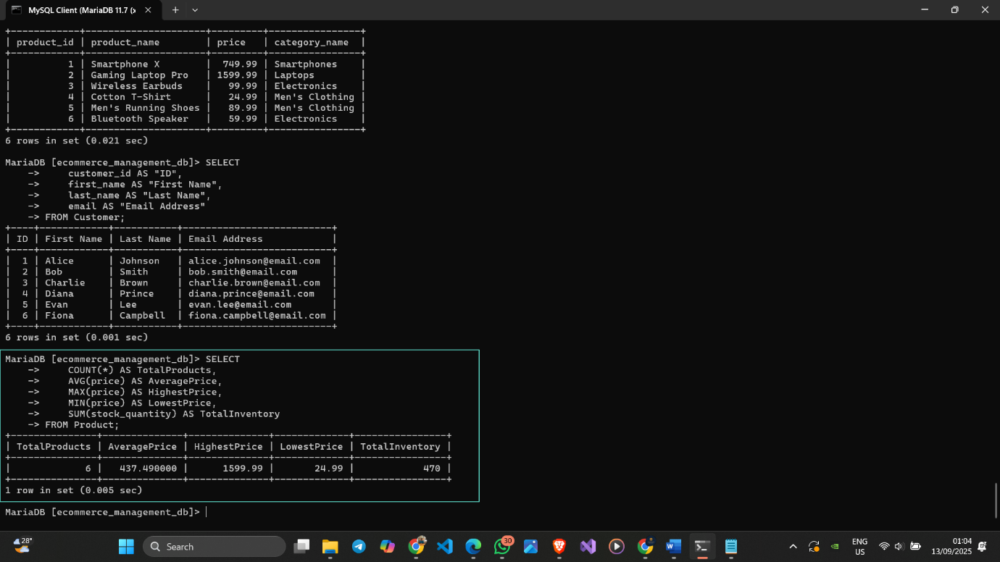 MySQL Client (MariaDB 11.7 (x
+------------+---------------------+---------+----------------+
| product_id | product_name        | price   | category_name  |
+------------+---------------------+---------+----------------+
|          1 | Smartphone X        |  749.99 | Smartphones    |
|          2 | Gaming Laptop Pro   | 1599.99 | Laptops        |
|          3 | Wireless Earbuds    |   99.99 | Electronics    |
|          4 | Cotton T-Shirt      |   24.99 | Men's Clothing |
|          5 | Men's Running Shoes |   89.99 | Men's Clothing |
|          6 | Bluetooth Speaker   |   59.99 | Electronics    |
+------------+---------------------+---------+----------------+
6 rows in set (0.021 sec)
MariaDB [ecommerce_management_db]> SELECT
    ->     customer_id AS "ID",
    ->     first_name AS "First Name",
    ->     last_name AS "Last Name",
    ->     email AS "Email Address"
    -> FROM Customer;
+----+------------+-----------+--------------------------+
| ID | First Name | Last Name | Email Address            |
+----+------------+-----------+--------------------------+
|  1 | Alice      | Johnson   | alice.johnson@email.com  |
|  2 | Bob        | Smith     | bob.smith@email.com      |
|  3 | Charlie    | Brown     | charlie.brown@email.com  |
|  4 | Diana      | Prince    | diana.prince@email.com   |
|  5 | Evan       | Lee       | evan.lee@email.com       |
|  6 | Fiona      | Campbell  | fiona.campbell@email.com |
+----+------------+-----------+--------------------------+
6 rows in set (0.001 sec)
MariaDB [ecommerce_management_db]> SELECT
    ->     COUNT(*) AS TotalProducts,
    ->     AVG(price) AS AveragePrice,
    ->     MAX(price) AS HighestPrice,
    ->     MIN(price) AS LowestPrice,
    ->     SUM(stock_quantity) AS TotalInventory
    -> FROM Product;
+---------------+--------------+--------------+-------------+----------------+
| TotalProducts | AveragePrice | HighestPrice | LowestPrice | TotalInventory |
+---------------+--------------+--------------+-------------+----------------+
|             6 |   437.490000 |      1599.99 |       24.99 |            470 |
+---------------+--------------+--------------+-------------+----------------+
1 row in set (0.005 sec)
MariaDB [ecommerce_management_db]>
28°
Search
30
ENG
US
01:04
13/09/2025